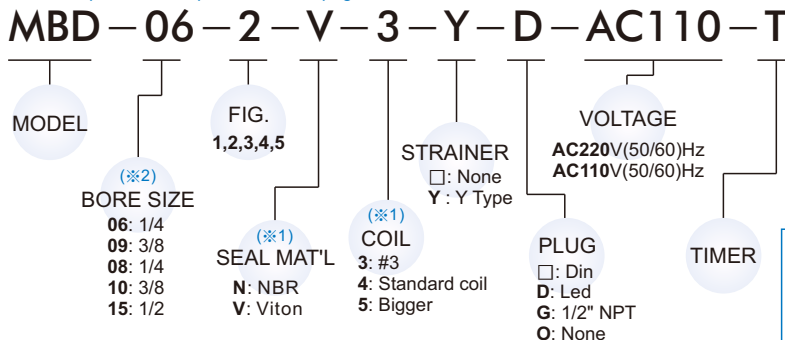 MBD－06－2－V－3－Y－D－AC110－T
MODEL
(※2)
BORE SIZE
06: 1/4
09: 3/8
08: 1/4
10: 3/8
15: 1/2
FIG.
1,2,3,4,5
(※1)
SEAL MAT'L
N: NBR
V: Viton
(※1)
COIL
3: #3
4: Standard coil
5: Bigger
STRAINER
□: None
Y : Y Type
PLUG
□: Din
D: Led
G: 1/2" NPT
O: None
VOLTAGE
AC220V(50/60)Hz
AC110V(50/60)Hz
TIMER